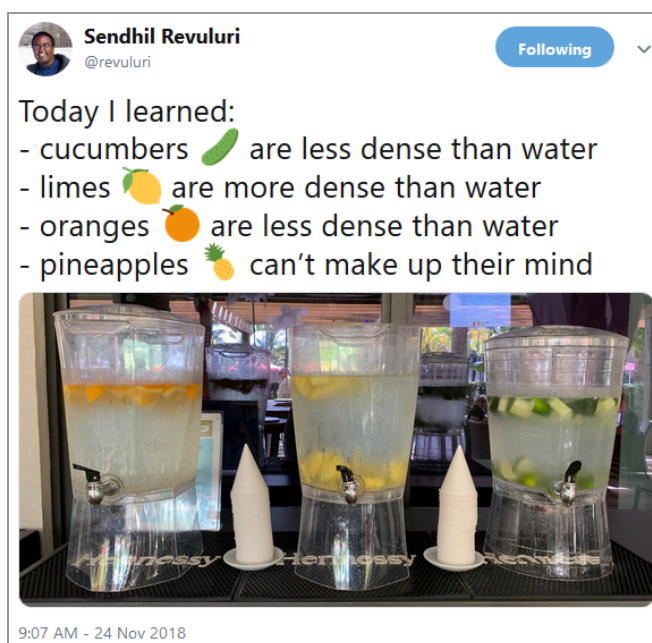 Sendhil Revuluri
@revuluri
Following
Today I learned:
- cucumbers 🥒 are less dense than water
- limes 🍋 are more dense than water
- oranges 🍊 are less dense than water
- pineapples 🍍 can’t make up their mind
Hennessy Hennessy
9:07 AM - 24 Nov 2018